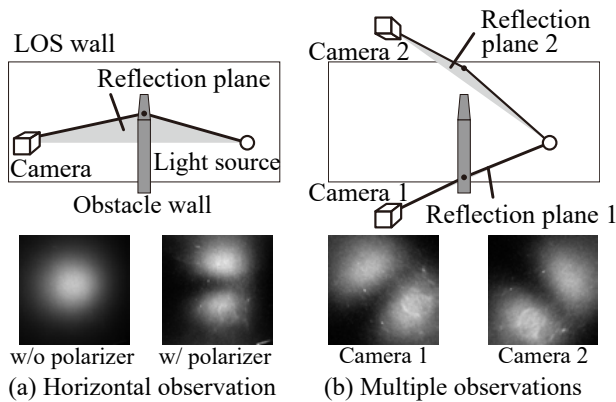 LOS wall
Reflection plane
Camera
Light source
Obstacle wall
w/o polarizer
w/ polarizer
(a) Horizontal observation
Reflection
plane 2
Camera 2
Camera 1
Reflection plane 1
Camera 1
Camera 2
(b) Multiple observations